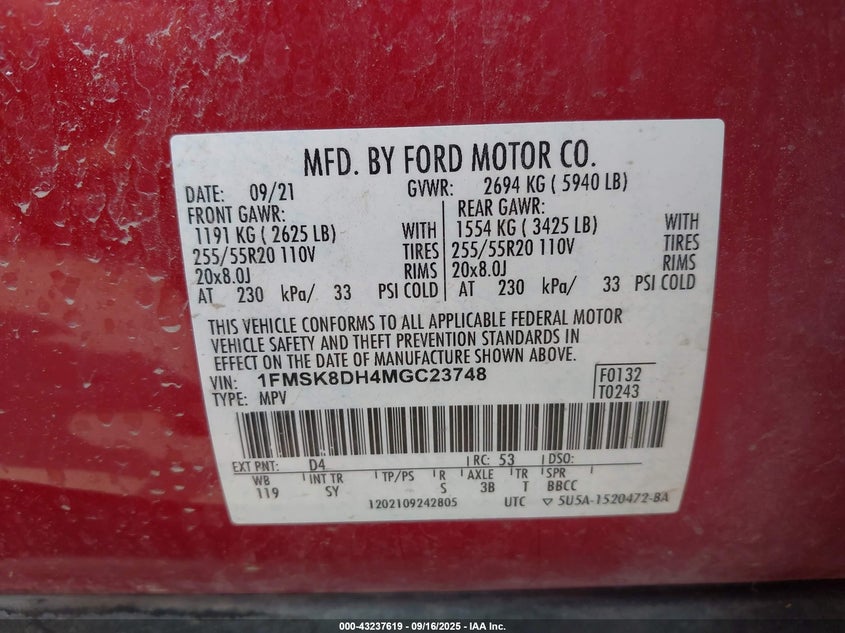 MFD. BY FORD MOTOR CO.
DATE: 09/21 GVWR: 2694 KG ( 5940 LB)
FRONT GAWR: REAR GAWR:
1191 KG ( 2625 LB) WITH 1554 KG ( 3425 LB) WITH
255/55R20 110V TIRES 255/55R20 110V TIRES
20x8.0J RIMS 20x8.0J RIMS
AT 230 kPa/ 33 PSI COLD AT 230 kPa/ 33 PSI COLD
THIS VEHICLE CONFORMS TO ALL APPLICABLE FEDERAL MOTOR
VEHICLE SAFETY AND THEFT PREVENTION STANDARDS IN
EFFECT ON THE DATE OF MANUFACTURE SHOWN ABOVE.
VIN: 1FMSK8DH4MGC23748 F0132
TYPE: MPV T0243
EXT PNT: D4 RC: 53 DSO:
WB INT TR TP/PS R AXLE TR SPR
119 SY S 3B T BBCC
1202109242805 UTC ▽ 5U5A-1520472-BA
000-43237619 - 09/16/2025 - IAA Inc.